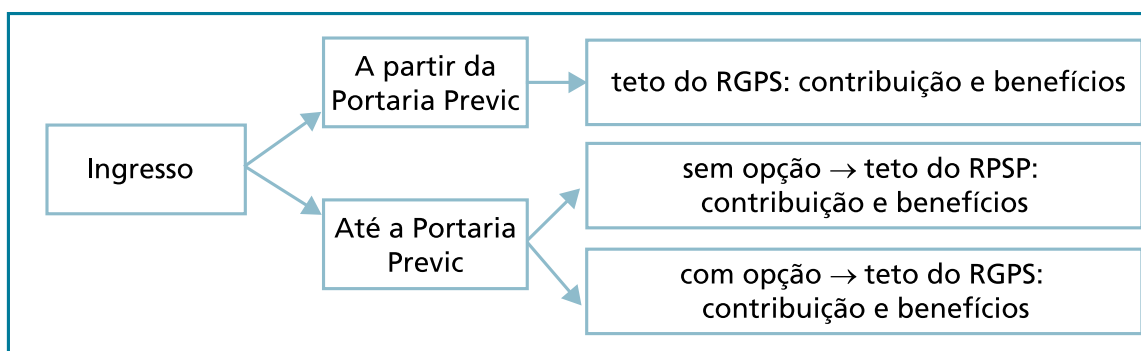 Ingresso
A partir da
Portaria Previc
teto do RGPS: contribuição e benefícios
Até a Portaria
Previc
sem opção → teto do RPSP:
contribuição e benefícios
com opção → teto do RGPS:
contribuição e benefícios